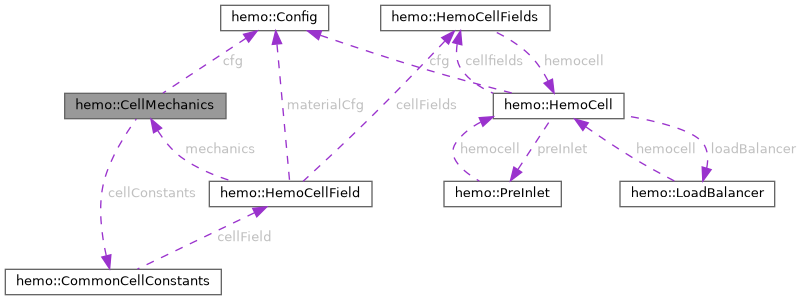 hemo::Config
hemo::HemoCellFields
cfg
cfg
cellfields
hemocell
hemo::CellMechanics
materialCfg
cellFields
hemo::HemoCell
mechanics
hemocell
preInlet
hemocell
loadBalancer
cellConstants
hemo::HemoCellField
hemo::PreInlet
hemo::LoadBalancer
cellField
hemo::CommonCellConstants